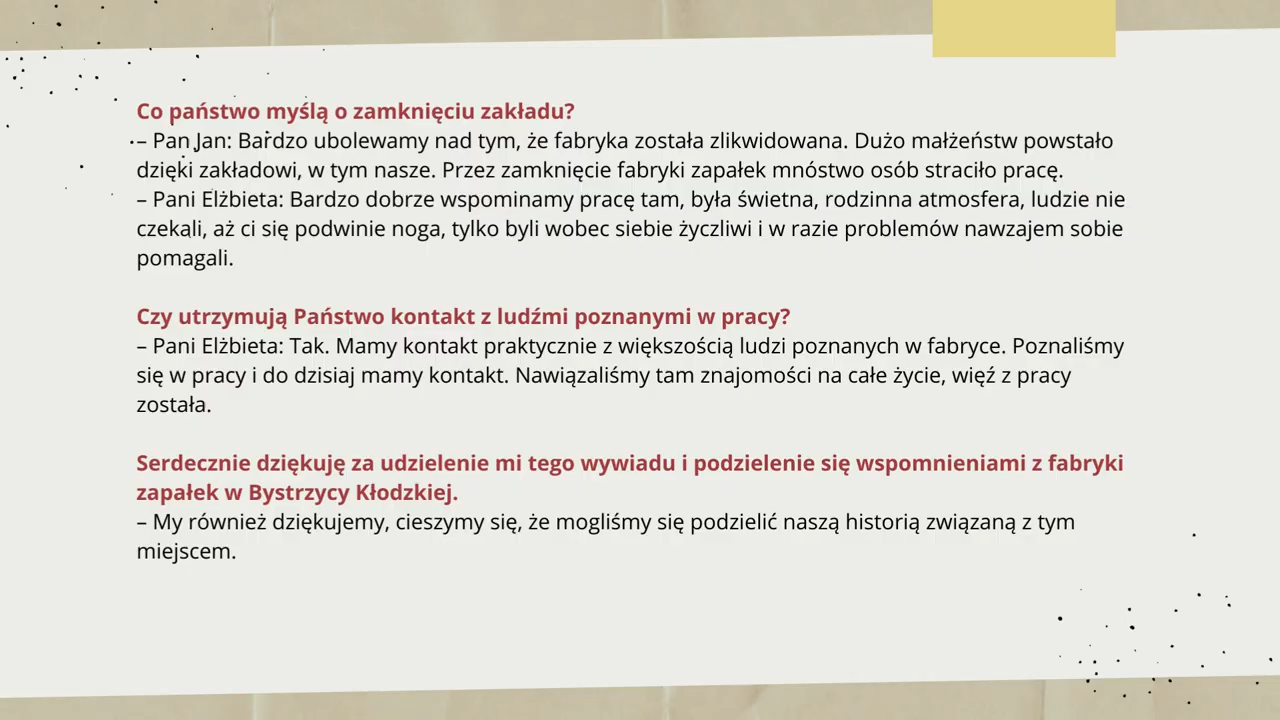 Co państwo myślą o zamknięciu zakładu?
– Pan Jan: Bardzo ubolewamy nad tym, że fabryka została zlikwidowana. Dużo małżeństw powstało
dzięki zakładowi, w tym nasze. Przez zamknięcie fabryki zapałek mnóstwo osób straciło pracę.
– Pani Elżbieta: Bardzo dobrze wspominamy pracę tam, była świetna, rodzinna atmosfera, ludzie nie
czekali, aż ci się podwinie noga, tylko byli wobec siebie życzliwi i w razie problemów nawzajem sobie
pomagali.
Czy utrzymują Państwo kontakt z ludźmi poznanymi w pracy?
– Pani Elżbieta: Tak. Mamy kontakt praktycznie z większością ludzi poznanych w fabryce. Poznaliśmy
się w pracy i do dzisiaj mamy kontakt. Nawiązaliśmy tam znajomości na całe życie, więź z pracy
została.
Serdecznie dziękuję za udzielenie mi tego wywiadu i podzielenie się wspomnieniami z fabryki
zapałek w Bystrzycy Kłodzkiej.
– My również dziękujemy, cieszymy się, że mogliśmy się podzielić naszą historią związaną z tym
miejscem.